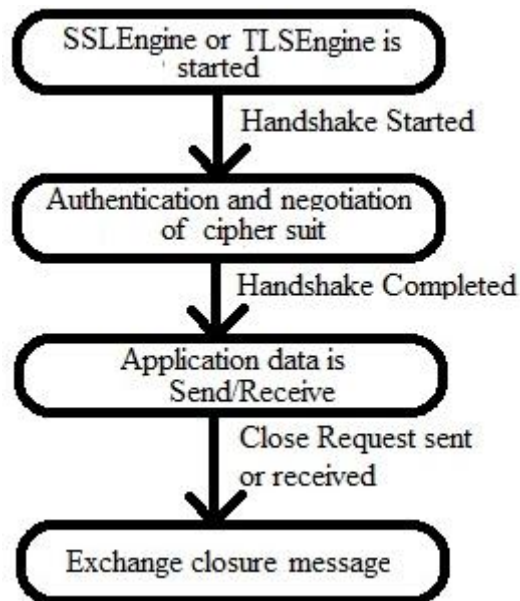 SSLEngine or TLSEngine is
started
Handshake Started
Authentication and negotiation
of cipher suit
Handshake Completed
Application data is
Send/Receive
Close Request sent
or received
Exchange closure message